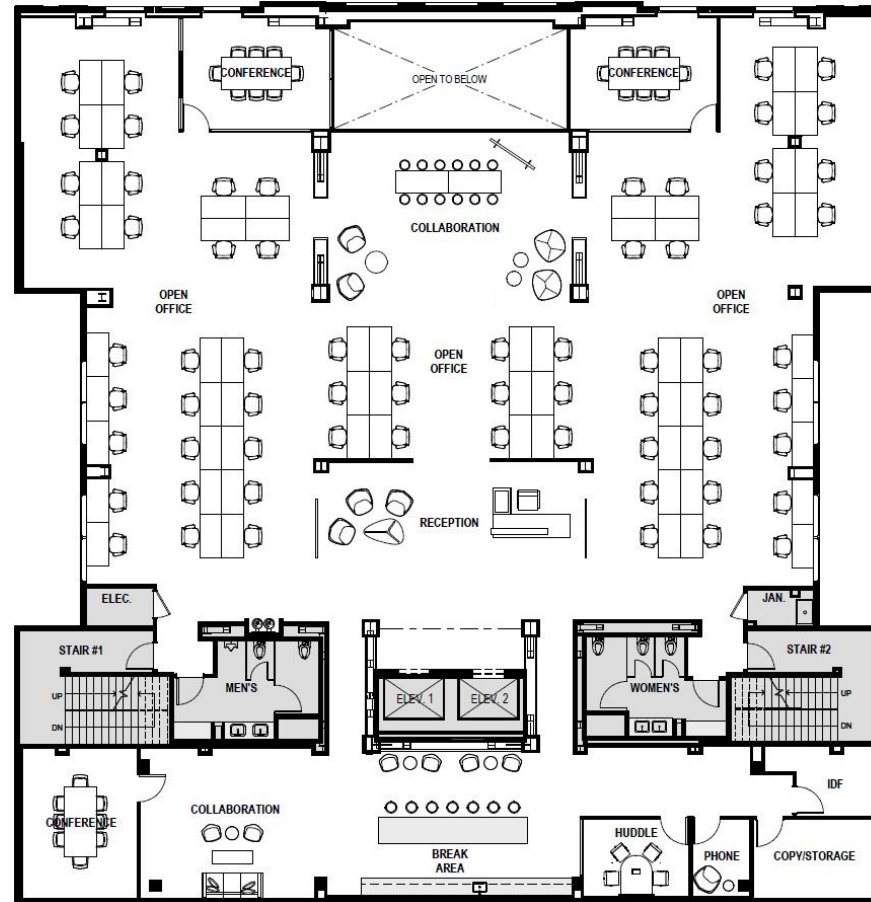 CONFERENCE
OPEN TO BELOW
CONFERENCE
COLLABORATION
OPEN
OFFICE
OPEN
OFFICE
OPEN
OFFICE
RECEPTION
ELEC.
JAN.
STAIR #1
STAIR #2
MEN'S
ELEV. 1
ELEV. 2
WOMEN'S
UP
DN
UP
DN
IDF
CONFERENCE
COLLABORATION
BREAK
AREA
HUDDLE
PHONE
COPY/STORAGE